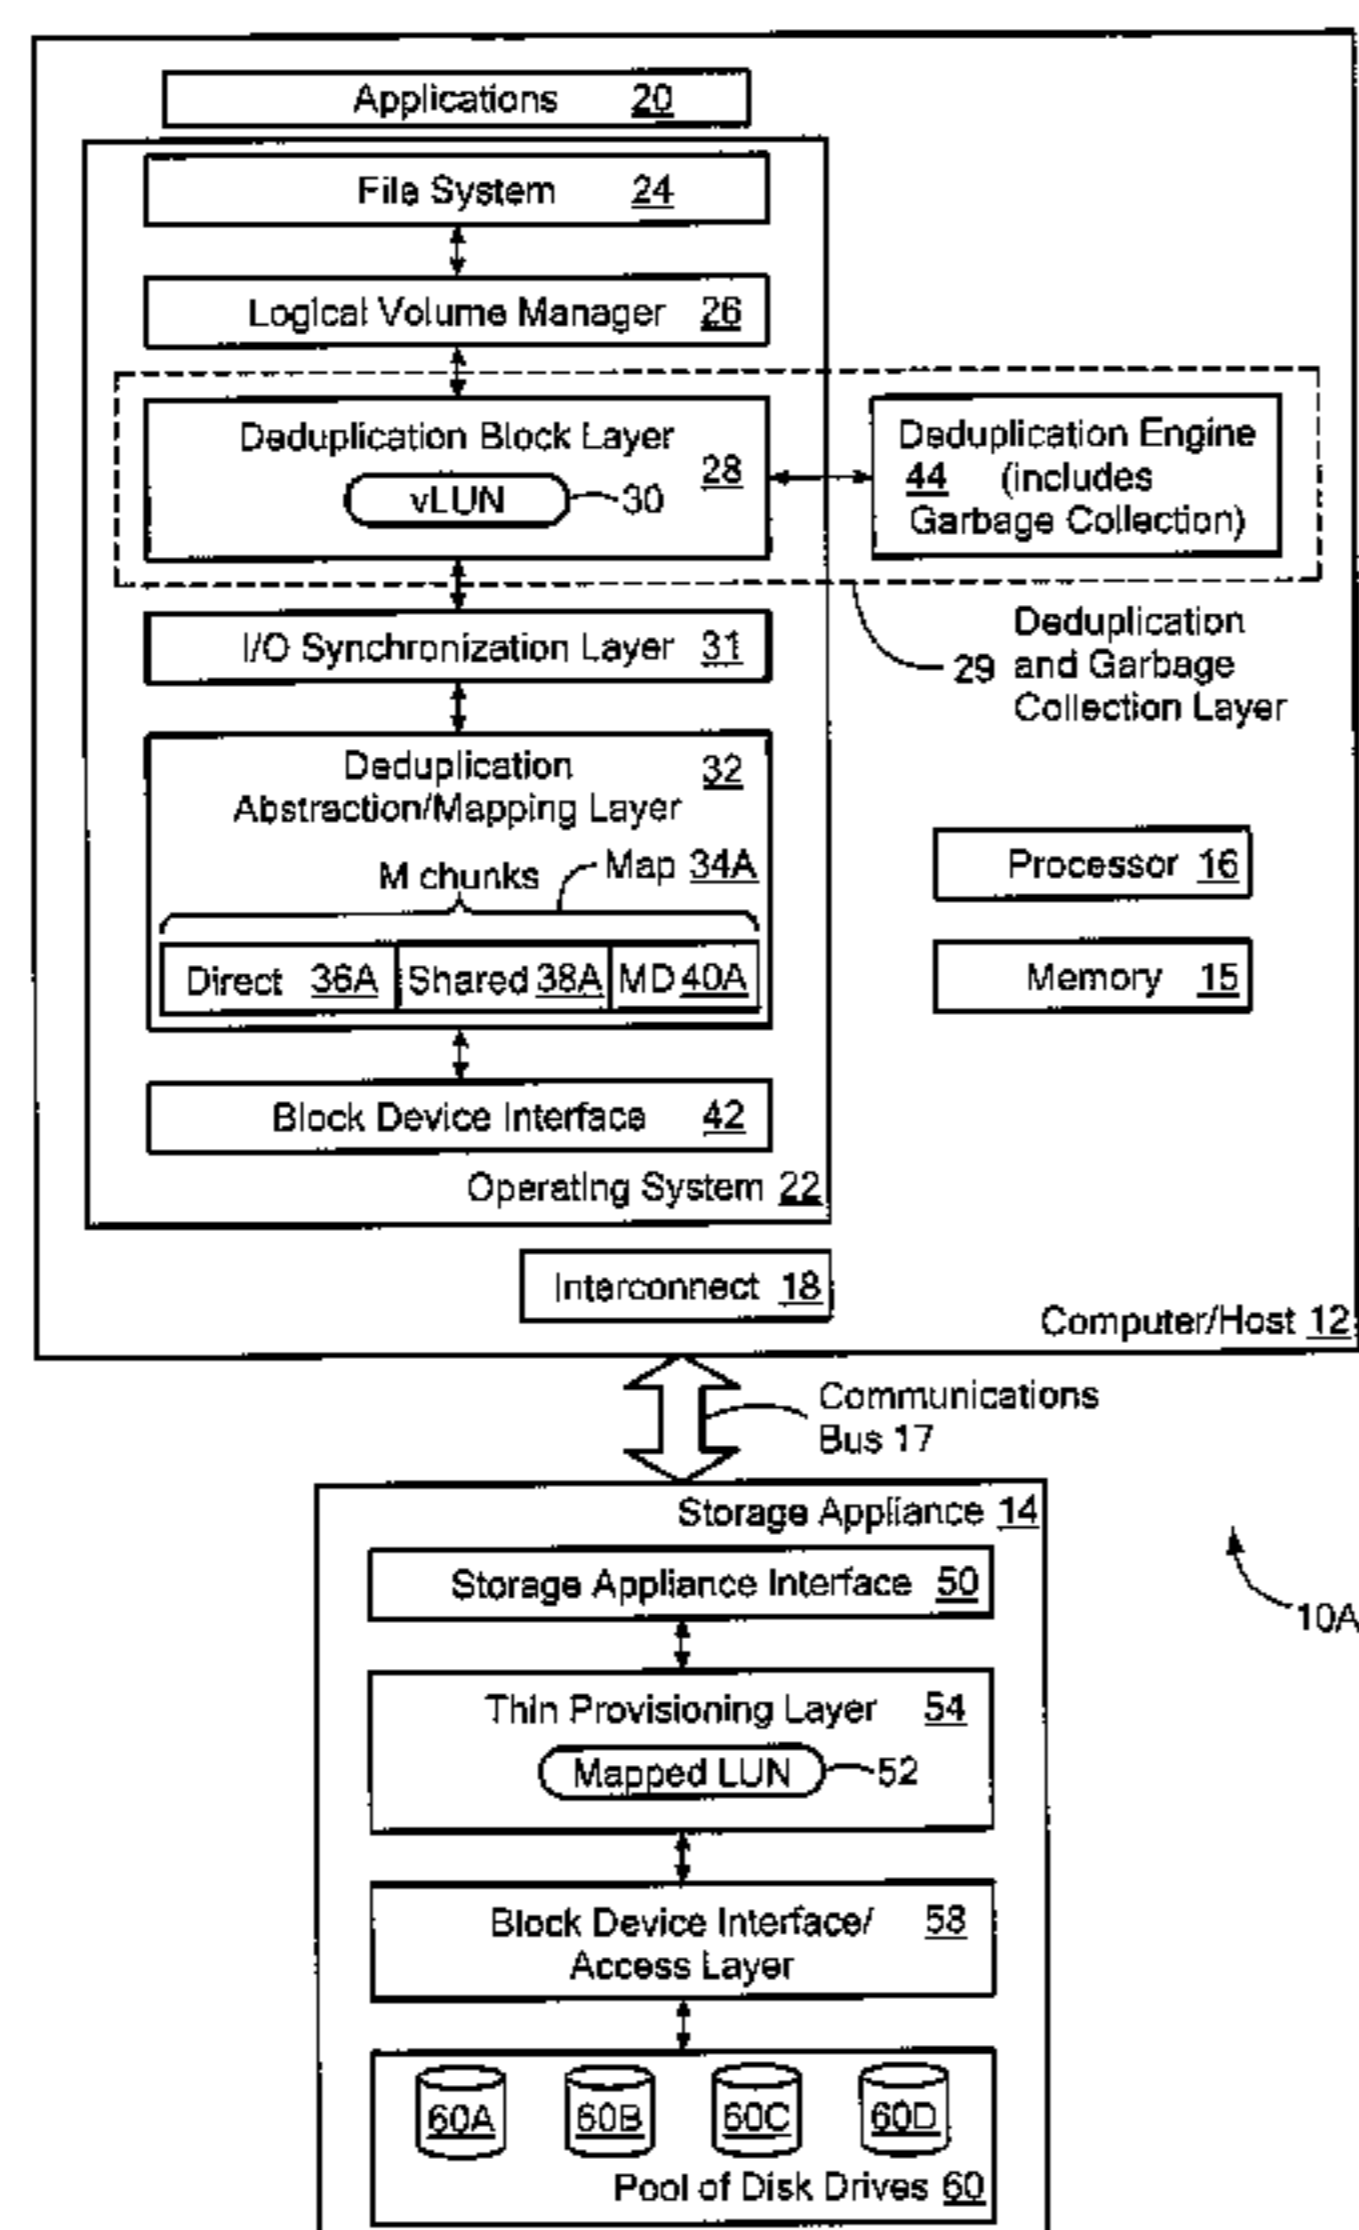 Applications 20
File System 24
Logical Volume Manager 26
Deduplication Block Layer 28
vLUN 30
Deduplication Engine
44 (includes
Garbage Collection)
I/O Synchronization Layer 31
29 Deduplication
and Garbage
Collection Layer
Deduplication 32
Abstraction/Mapping Layer
M chunks Map 34A
Direct 36A Shared 38A MD 40A
Processor 16
Memory 15
Block Device Interface 42
Operating System 22
Interconnect 18
Computer/Host 12
Communications
Bus 17
Storage Appliance 14
Storage Appliance Interface 50
10A
Thin Provisioning Layer 54
Mapped LUN 52
Block Device Interface/ 58
Access Layer
60A 60B 60C 60D
Pool of Disk Drives 60